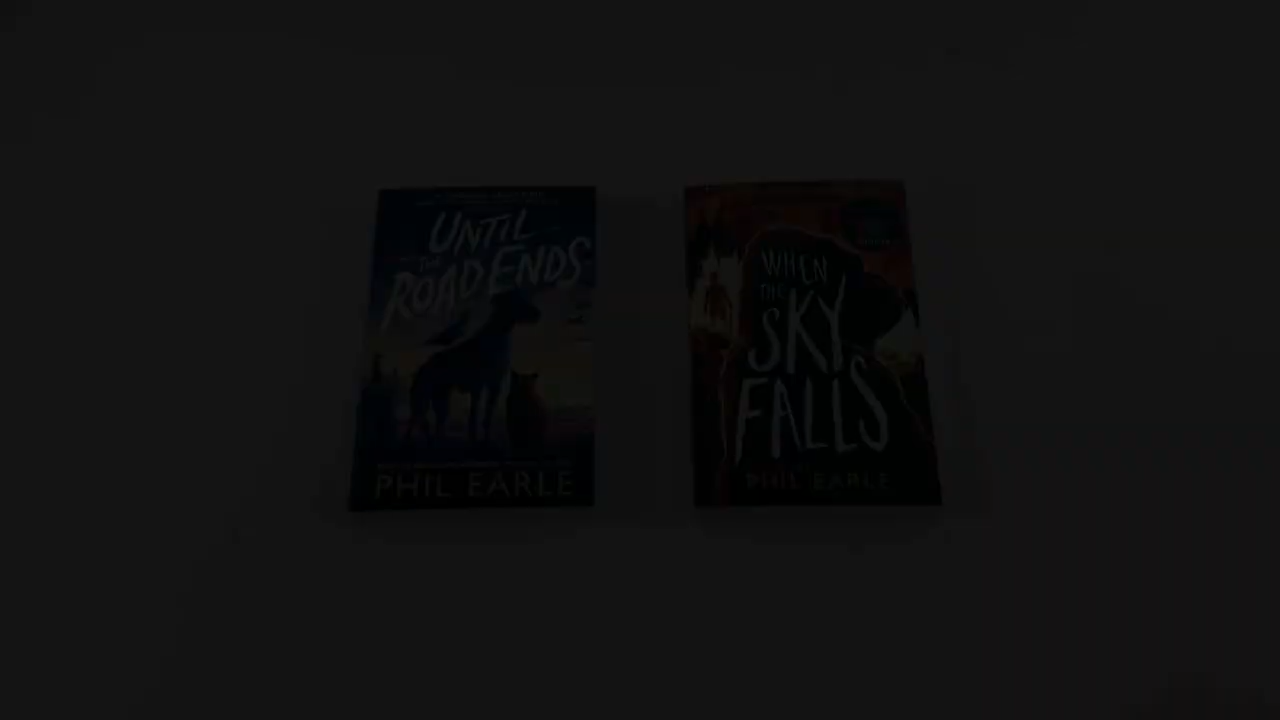 UNTIL
THE
ROAD ENDS
PHIL EARLE
WHEN
THE
SKY
FALLS
PHIL EARLE